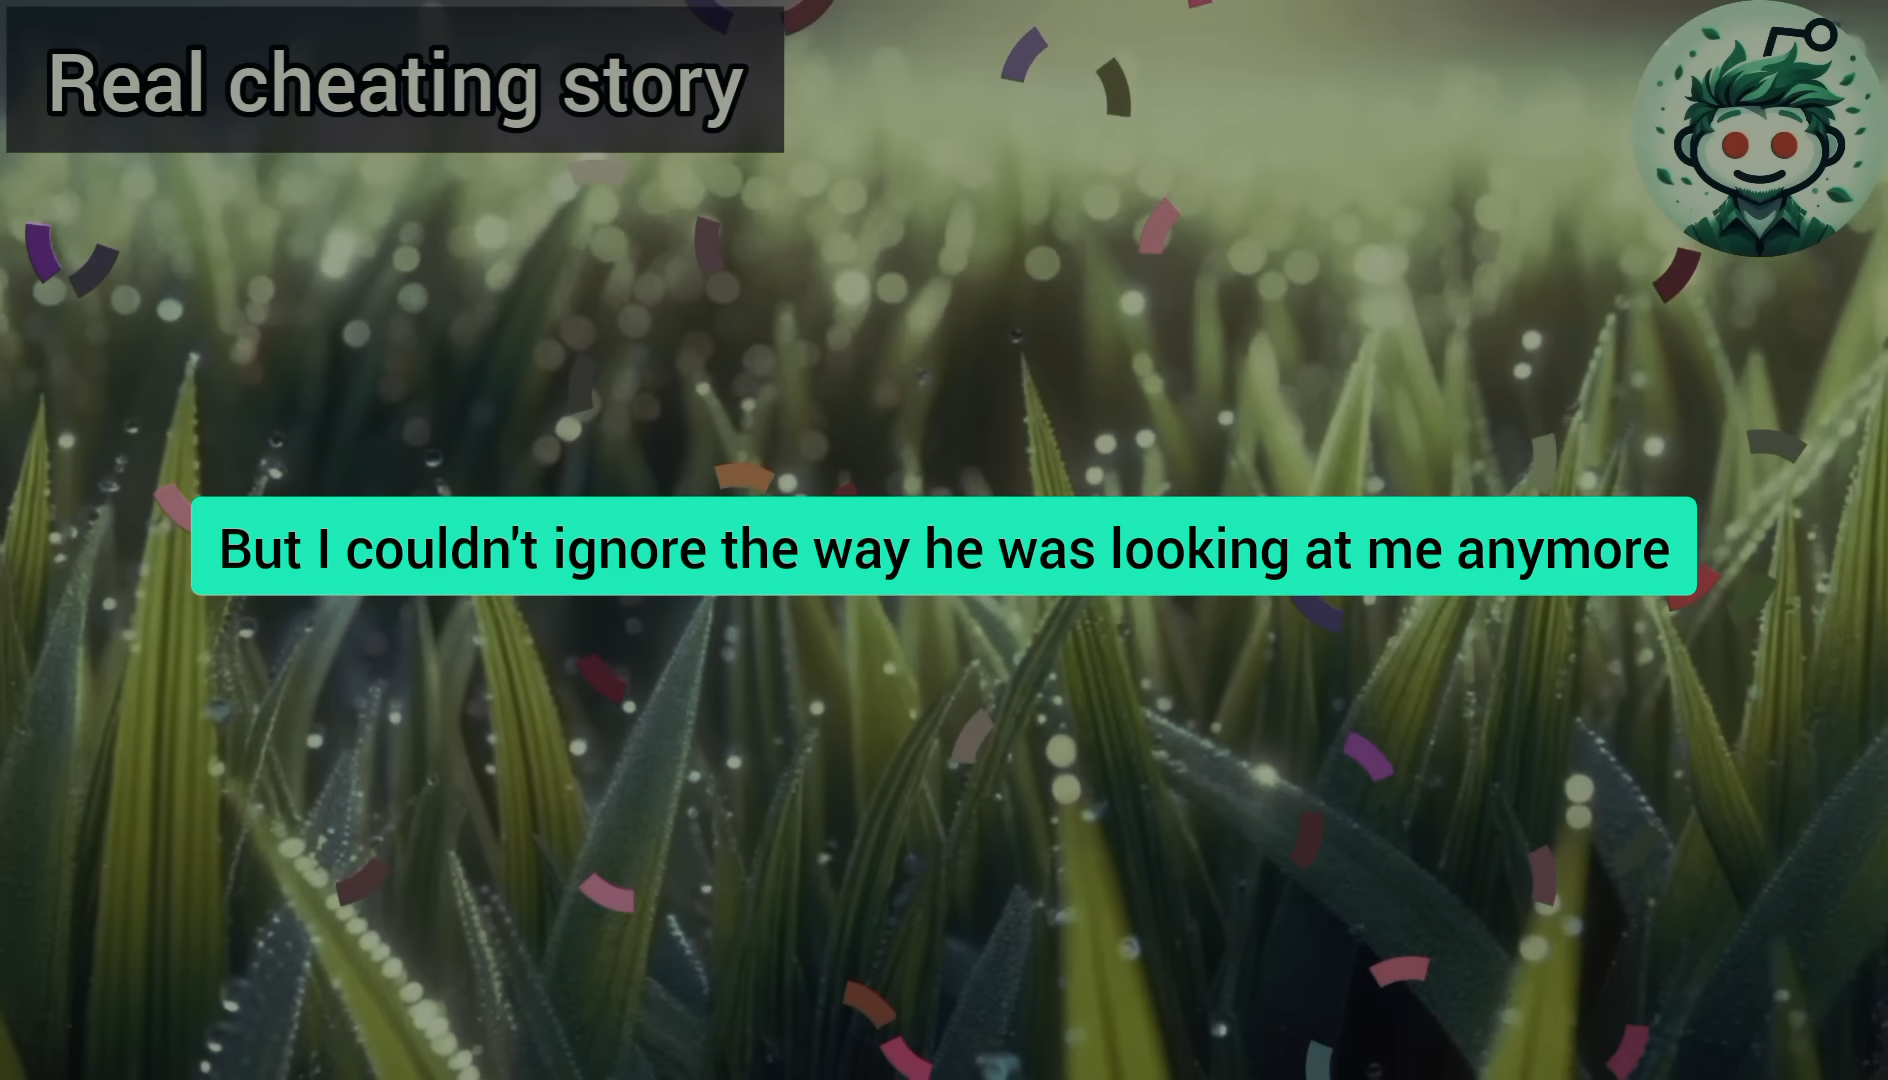 Real cheating story
But I couldn't ignore the way he was looking at me anymore